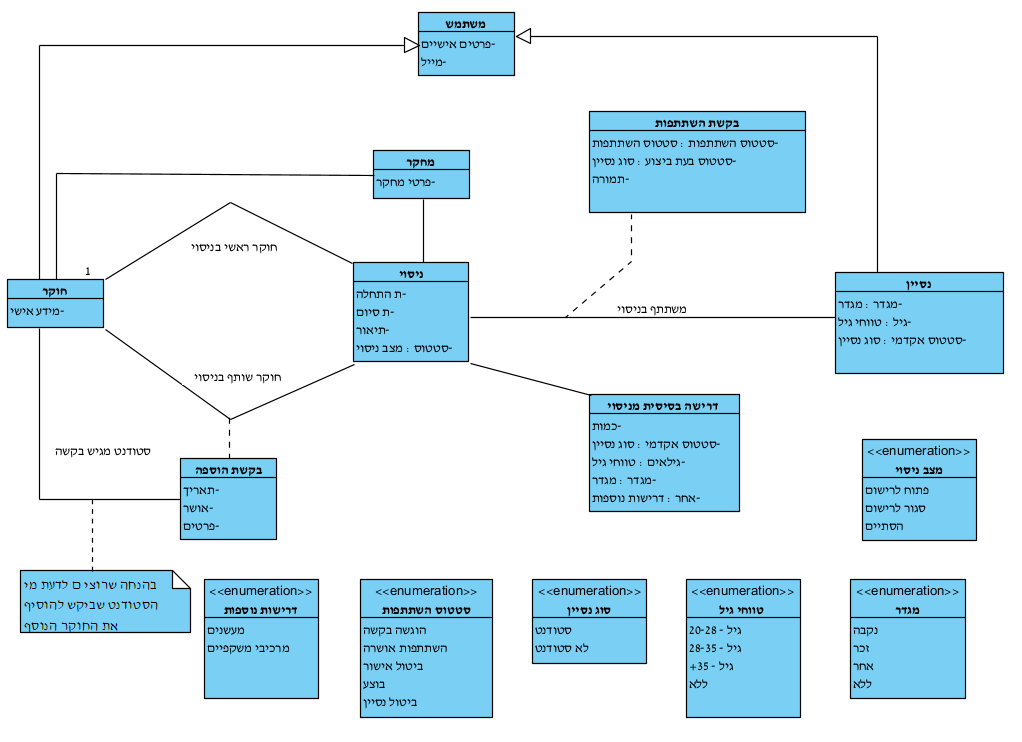 משתמש
-פרטים אישיים
-מייל
בקשת השתתפות
-סטטוס השתתפות : סטטוס השתתפות
-סטטוס בעת ביצוע : סוג נסיין
-תמורה
מחקר
-פרטי מחקר
חוקר ראשי בניסוי
1
חוקר
-מידע אישי
ניסוי
-ת התחלה
-ת סיום
-תיאור
-סטטוס : מצב ניסוי
משתתף בניסוי
נסיין
-מגדר : מגדר
-גיל : טווחי גיל
-סטטוס אקדמי : סוג נסיין
חוקר שותף בניסוי
דרישה בסיסית מניסוי
-כמות
-סטטוס אקדמי : סוג נסיין
-גילאים : טווחי גיל
-מגדר : מגדר
-אחר : דרישות נוספות
סטודנט מגיש בקשה
בקשת הוספה
-תאריך
-אושר
-פרטים
<<enumeration>>
מצב ניסוי
פתוח לרישום
סגור לרישום
הסתיים
בהנחה שרוצים לדעת מי
הסטודנט שביקש להוסיף
את החוקר הנוסף
<<enumeration>>
דרישות נוספות
מעשנים
מרכיבי משקפיים
<<enumeration>>
סטטוס השתתפות
הוגשה בקשה
השתתפות אושרה
ביטול אישור
בוצע
ביטול נסיין
<<enumeration>>
סוג נסיין
סטודנט
לא סטודנט
<<enumeration>>
טווחי גיל
גיל - 20-28
גיל - 28-35
גיל - 35+
ללא
<<enumeration>>
מגדר
נקבה
זכר
אחר
ללא